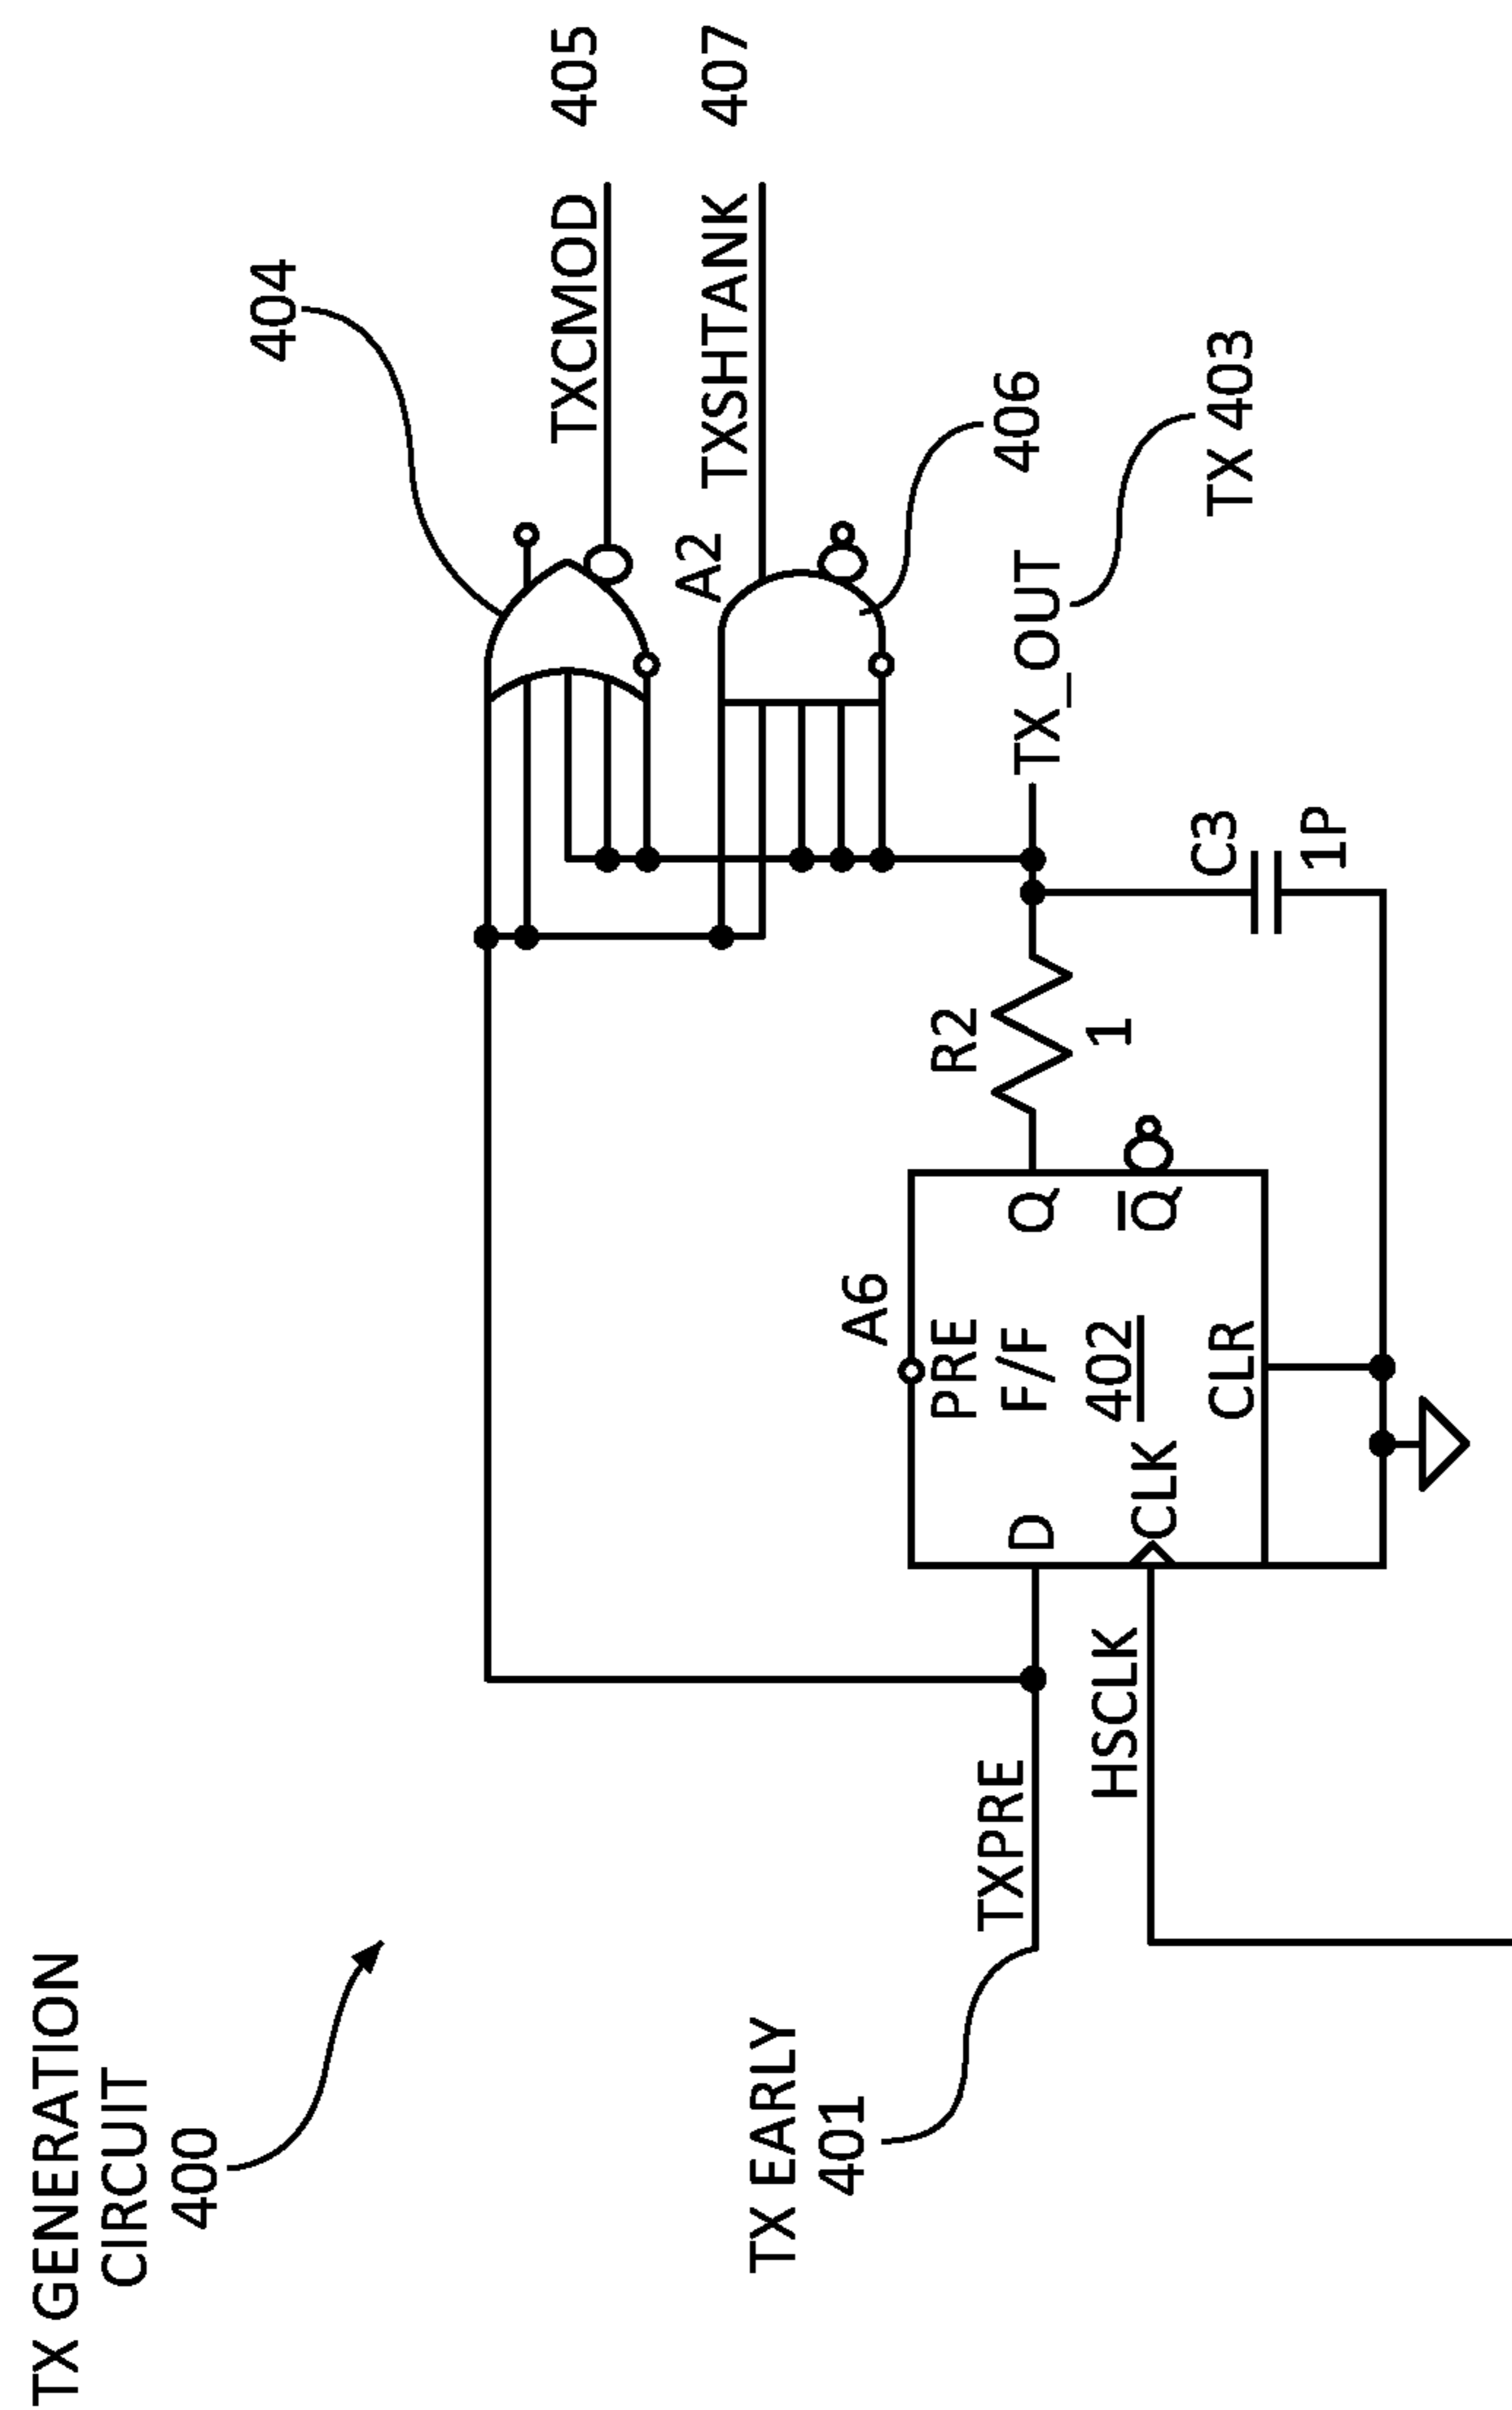 TX GENERATION
CIRCUIT
400
404
TXCMOD 405
A2
TXSHTANK 407
406
TX EARLY
401
TXPRE
HSCLK
A6
PRE
D
F/F
Q
402
CLK
Q
CLR
R2
1
TX_OUT
TX 403
C3
1P